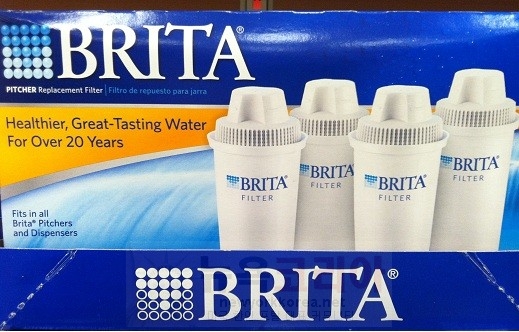 BRITA®
PITCHER Replacement Filter | Filtro de repuesto para jarra
Healthier, Great-Tasting Water
For Over 20 Years
BRITA®
FILTER
BRITA®
FILTER
BRITA®
FILTER
BRITA®
FILTER
Fits in all
Brita® Pitchers
and Dispensers
BRITA®